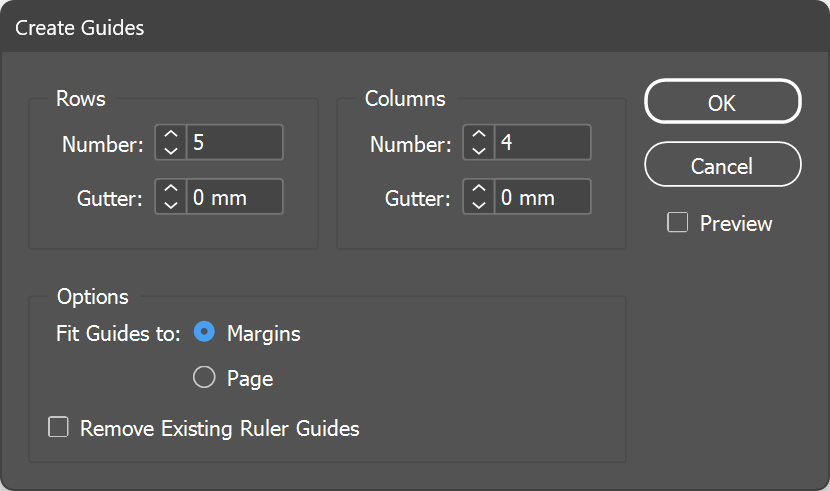 Create Guides
Rows
Number: 5
Gutter: 0 mm
Columns
Number: 4
Gutter: 0 mm
OK
Cancel
Preview
Options
Fit Guides to: Margins
Page
Remove Existing Ruler Guides